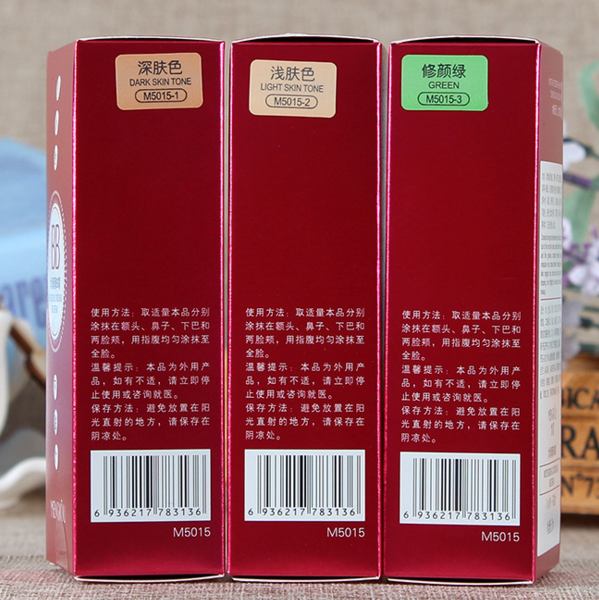 深肤色
DARK SKIN TONE
M5015-1
使用方法：取适量本品分别
涂抹在额头、鼻子、下巴和
两脸颊，用指腹均匀涂抹至
全脸。
温馨提示：本品为外用产
品，如有不适，请立即停
止使用或咨询就医。
保存方法：避免放置在阳
光直射的地方，请保存在
阴凉处。
6 936217 783136
M5015
浅肤色
LIGHT SKIN TONE
M5015-2
使用方法：取适量本品分别
涂抹在额头、鼻子、下巴和
两脸颊，用指腹均匀涂抹至
全脸。
温馨提示：本品为外用产
品，如有不适，请立即停
止使用或咨询就医。
保存方法：避免放置在阳
光直射的地方，请保存在
阴凉处。
6 936217 783136
M5015
修颜绿
GREEN
M5015-3
使用方法：取适量本品分别
涂抹在额头、鼻子、下巴和
两脸颊，用指腹均匀涂抹至
全脸。
温馨提示：本品为外用产
品，如有不适，请立即停
止使用或咨询就医。
保存方法：避免放置在阳
光直射的地方，请保存在
阴凉处。
6 936217 783136
M5015
BB